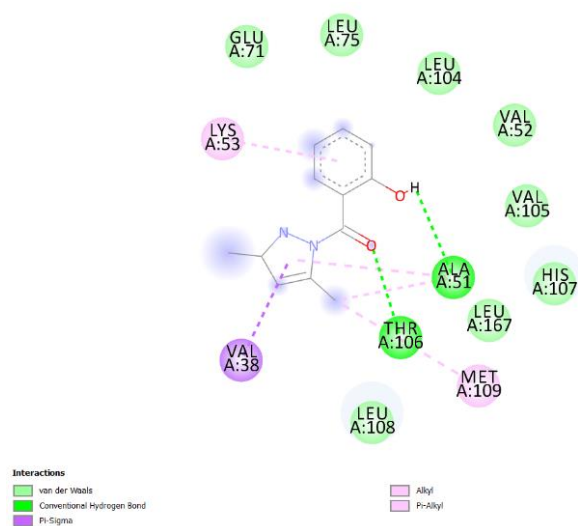 GLU
A:71
LEU
A:75
LEU
A:104
LYS
A:53
VAL
A:52
H
O
VAL
A:105
N
N
O
ALA
A:51
HIS
A:107
LEU
A:167
THR
A:106
VAL
A:38
MET
A:109
LEU
A:108
Interactions
van der Waals
Conventional Hydrogen Bond
Pi-Sigma
Alkyl
Pi-Alkyl